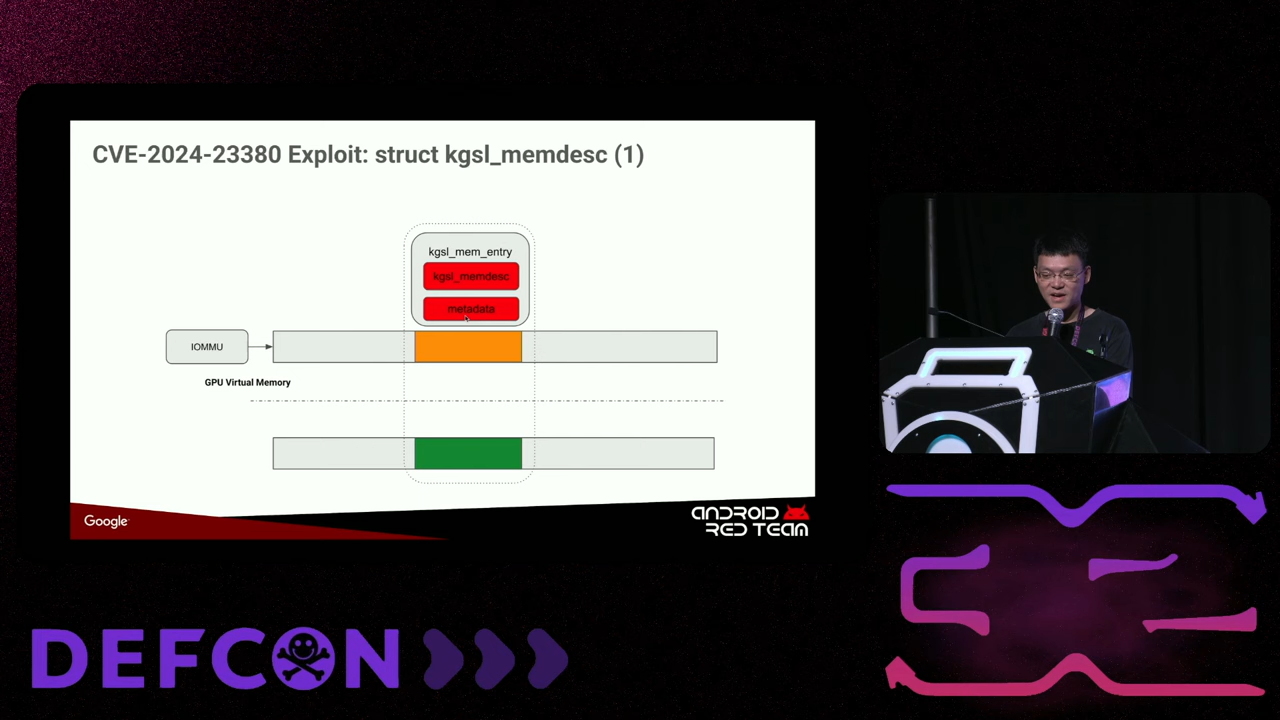 CVE-2024-23380 Exploit: struct kgsl_memdesc (1)
kgsl_mem_entry
kgsl_memdesc
metadata
IOMMU
GPU Virtual Memory
Google
ANDROID
RED TEAM
DEFCON